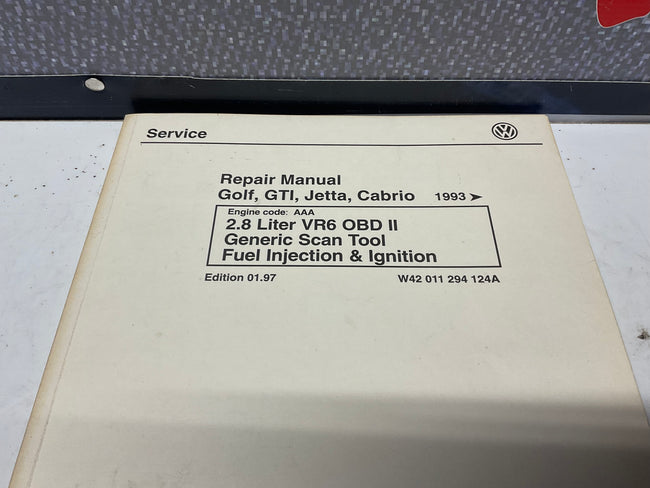 Service
Repair Manual
Golf, GTI, Jetta, Cabrio 1993 ➤
Engine code: AAA
2.8 Liter VR6 OBD II
Generic Scan Tool
Fuel Injection & Ignition
Edition 01.97 W42 011 294 124A